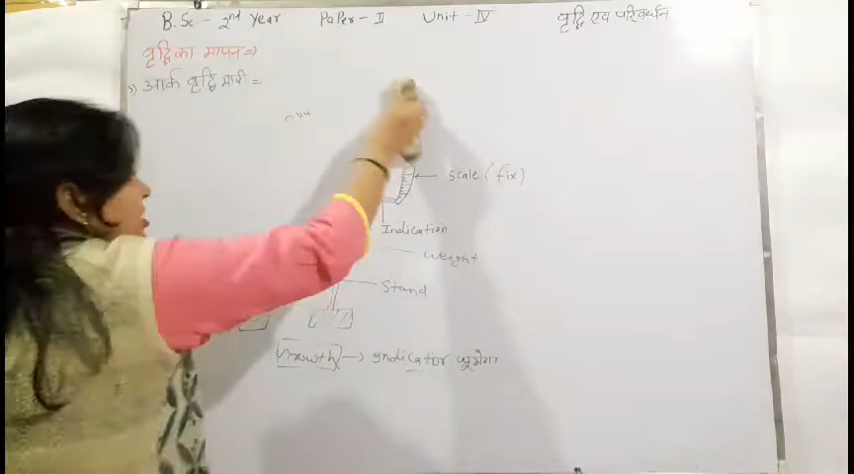 B.Sc. - 2nd Year Paper - II Unit - IV वृद्धि एवं परिवर्धन
वृद्धि का मापन ⇒
आर्क वृद्धि मापी =
Scale (fix)
Indication
weight
Stand
Growth → Indicator घूमेगा